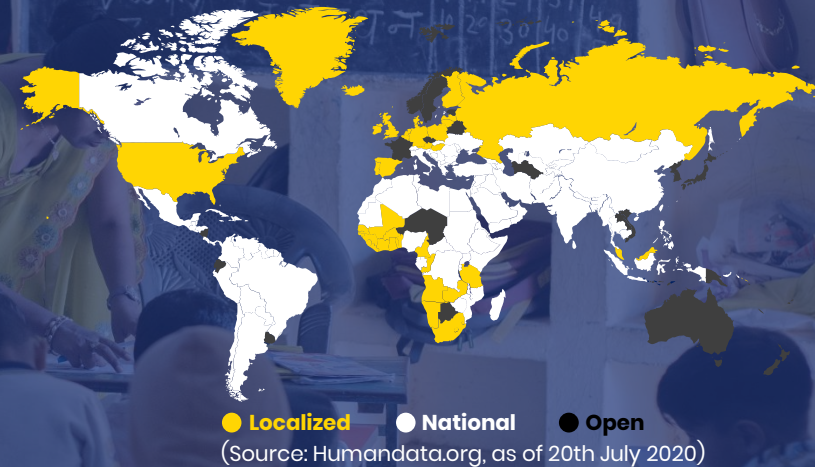 Localized National Open
(Source: Humandata.org, as of 20th July 2020)